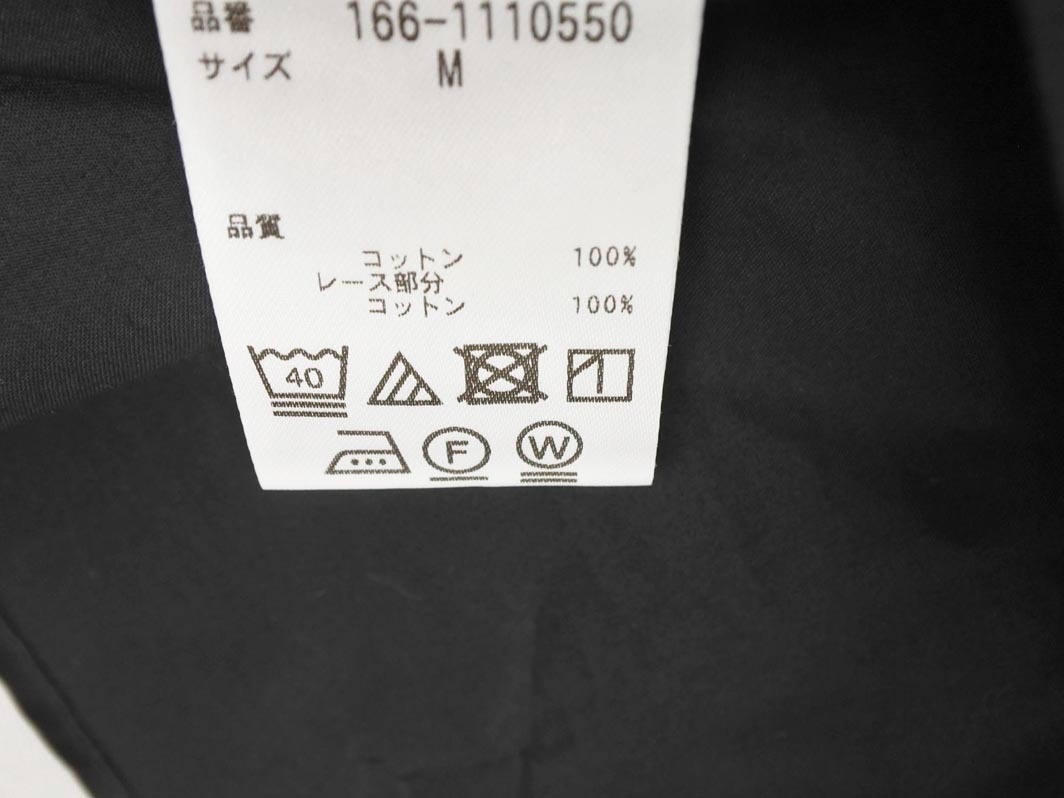 品番 166-1110550
サイズ M
品質
コットン 100%
レース部分
コットン 100%
40
F W